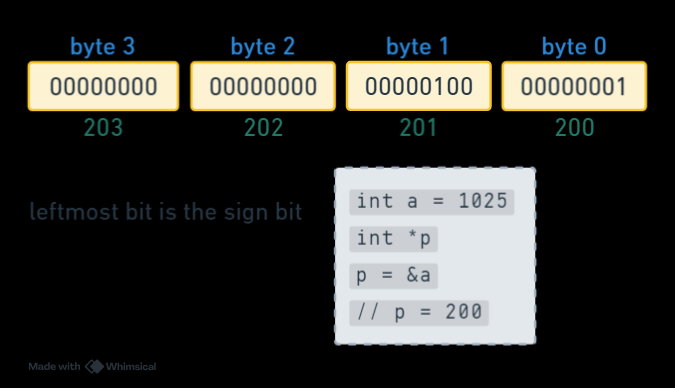 byte 3 byte 2 byte 1 byte 0
00000000 00000000 00000100 00000001
203 202 201 200
leftmost bit is the sign bit
int a = 1025
int *p
p = &a
// p = 200
Made with Whimsical